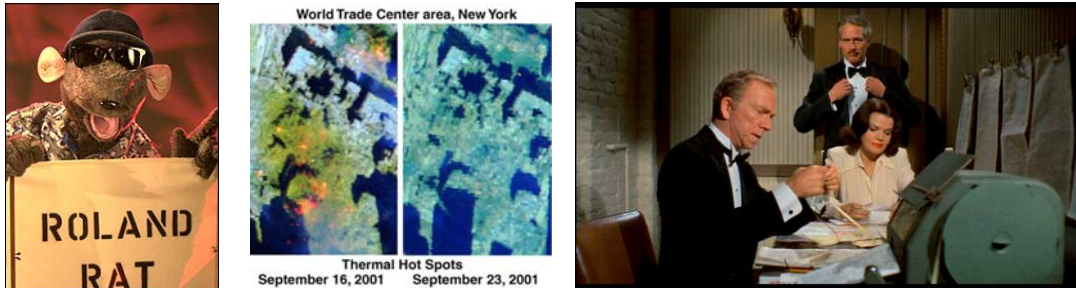 ROLAND
RAT
World Trade Center area, New York
Thermal Hot Spots
September 16, 2001 September 23, 2001